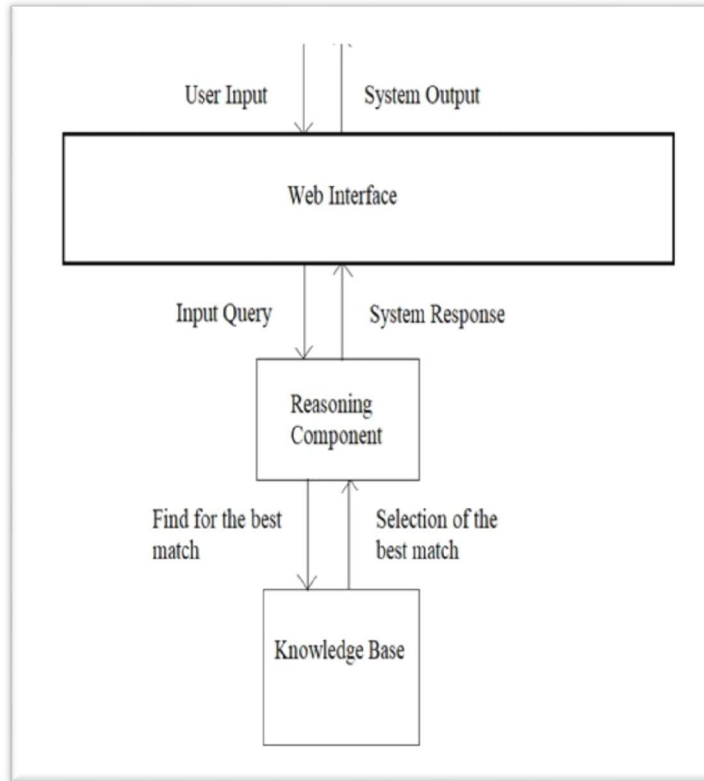 User Input
System Output
Web Interface
Input Query
System Response
Reasoning
Component
Find for the best
match
Selection of the
best match
Knowledge Base